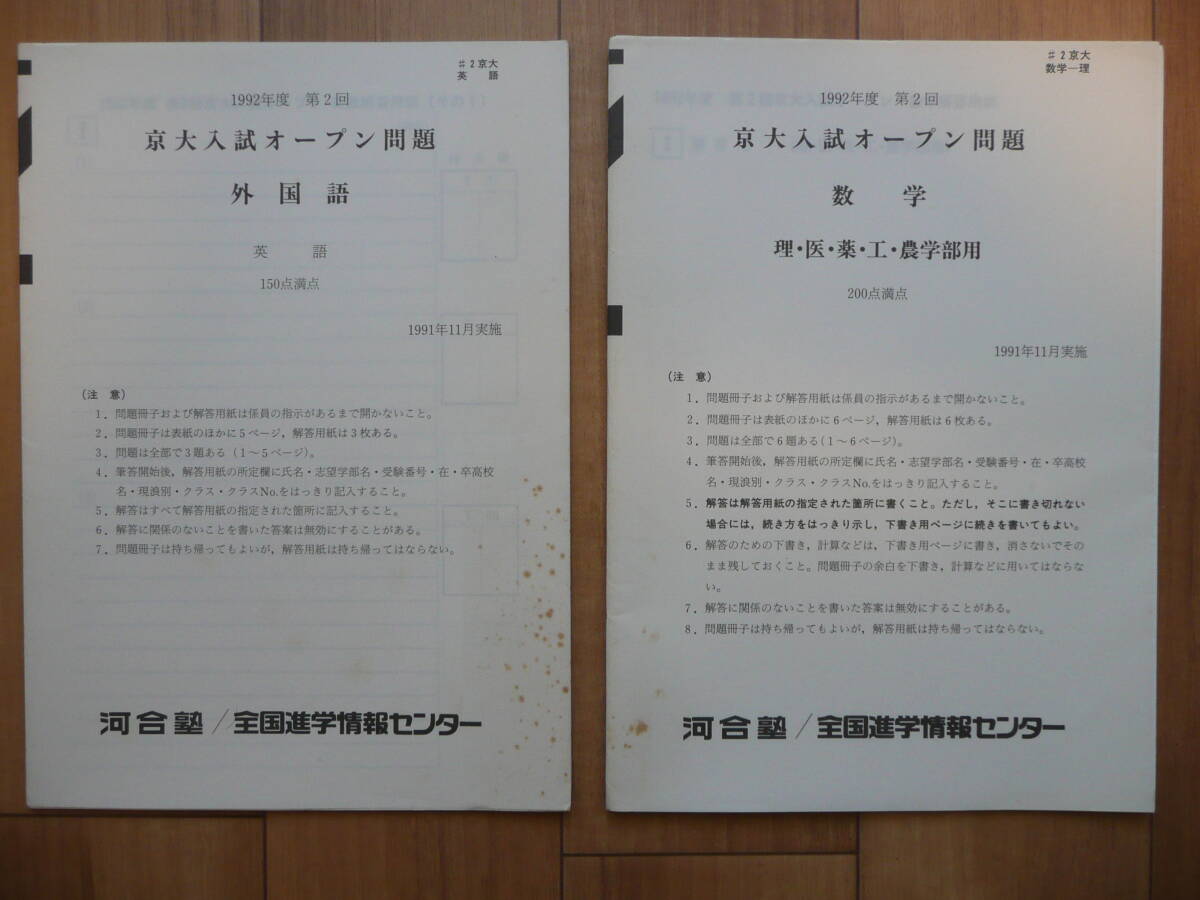 ＃2京大
英　語
1992年度　第2回
京大入試オープン問題
外国語
英　語
150点満点
1991年11月実施
（注　意）
1．問題冊子および解答用紙は係員の指示があるまで開かないこと。
2．問題冊子は表紙のほかに5ページ，解答用紙は3枚ある。
3．問題は全部で3題ある（1～5ページ）。
4．筆答開始後，解答用紙の所定欄に氏名・志望学部名・受験番号・在・卒高校
名・現浪別・クラス・クラスNo.をはっきり記入すること。
5．解答はすべて解答用紙の指定された箇所に記入すること。
6．解答に関係のないことを書いた答案は無効にすることがある。
7．問題冊子は持ち帰ってもよいが，解答用紙は持ち帰ってはならない。
河合塾／全国進学情報センター
＃2京大
数学－理
1992年度　第2回
京大入試オープン問題
数　学
理・医・薬・工・農学部用
200点満点
1991年11月実施
（注　意）
1．問題冊子および解答用紙は係員の指示があるまで開かないこと。
2．問題冊子は表紙のほかに6ページ，解答用紙は6枚ある。
3．問題は全部で6題ある（1～6ページ）。
4．筆答開始後，解答用紙の所定欄に氏名・志望学部名・受験番号・在・卒高校
名・現浪別・クラス・クラスNo.をはっきり記入すること。
5．解答は解答用紙の指定された箇所に書くこと。ただし，そこに書き切れない
場合には，続き方をはっきり示し，下書き用ページに続きを書いてもよい。
6．解答のための下書き，計算などは，下書き用ページに書き，消さないでその
まま残しておくこと。問題冊子の余白を下書き，計算などに用いてはならな
い。
7．解答に関係のないことを書いた答案は無効にすることがある。
8．問題冊子は持ち帰ってもよいが，解答用紙は持ち帰ってはならない。
河合塾／全国進学情報センター